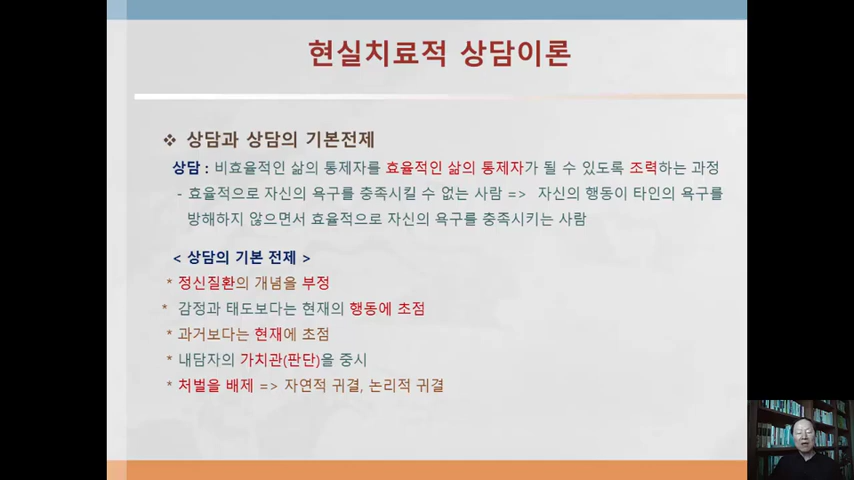 현실치료적 상담이론
❖ 상담과 상담의 기본전제
상담 : 비효율적인 삶의 통제자를 효율적인 삶의 통제자가 될 수 있도록 조력하는 과정
- 효율적으로 자신의 욕구를 충족시킬 수 없는 사람 => 자신의 행동이 타인의 욕구를
방해하지 않으면서 효율적으로 자신의 욕구를 충족시키는 사람
< 상담의 기본 전제 >
* 정신질환의 개념을 부정
* 감정과 태도보다는 현재의 행동에 초점
* 과거보다는 현재에 초점
* 내담자의 가치관(판단)을 중시
* 처벌을 배제 => 자연적 귀결, 논리적 귀결